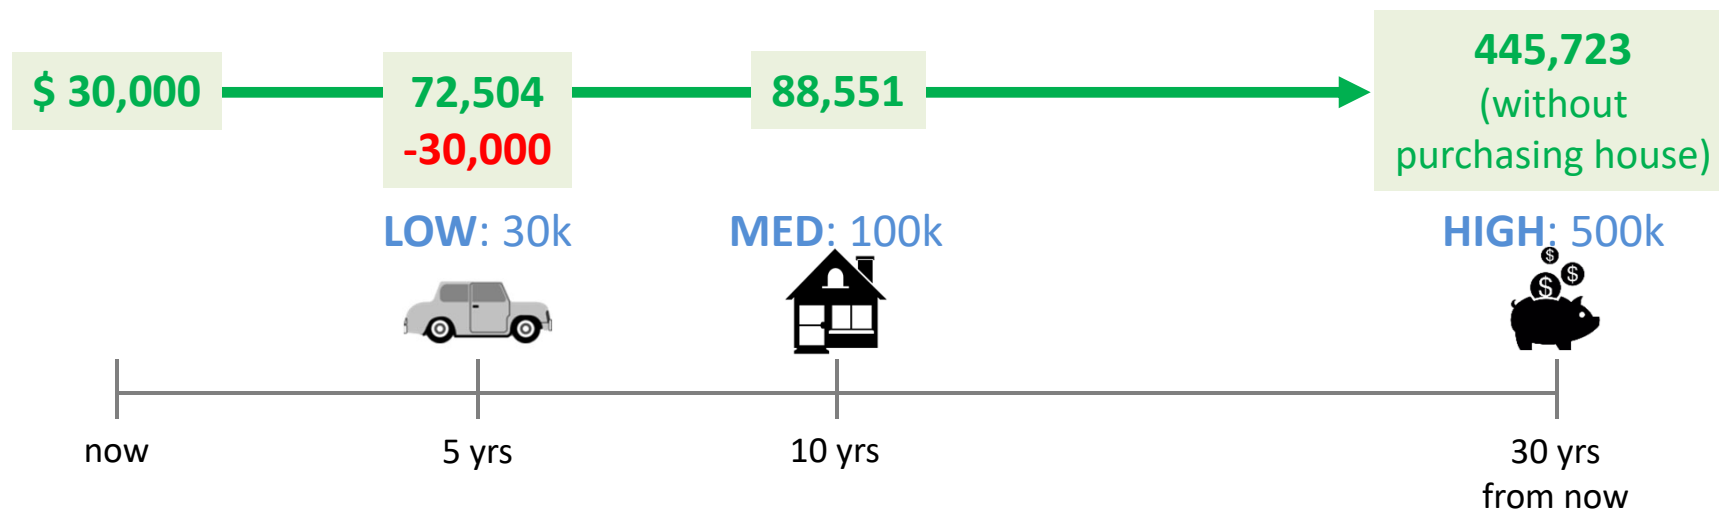 $ 30,000
72,504
-30,000
88,551
445,723
(without
purchasing house)
LOW: 30k
MED: 100k
HIGH: 500k
$
$
$
now
5 yrs
10 yrs
30 yrs
from now